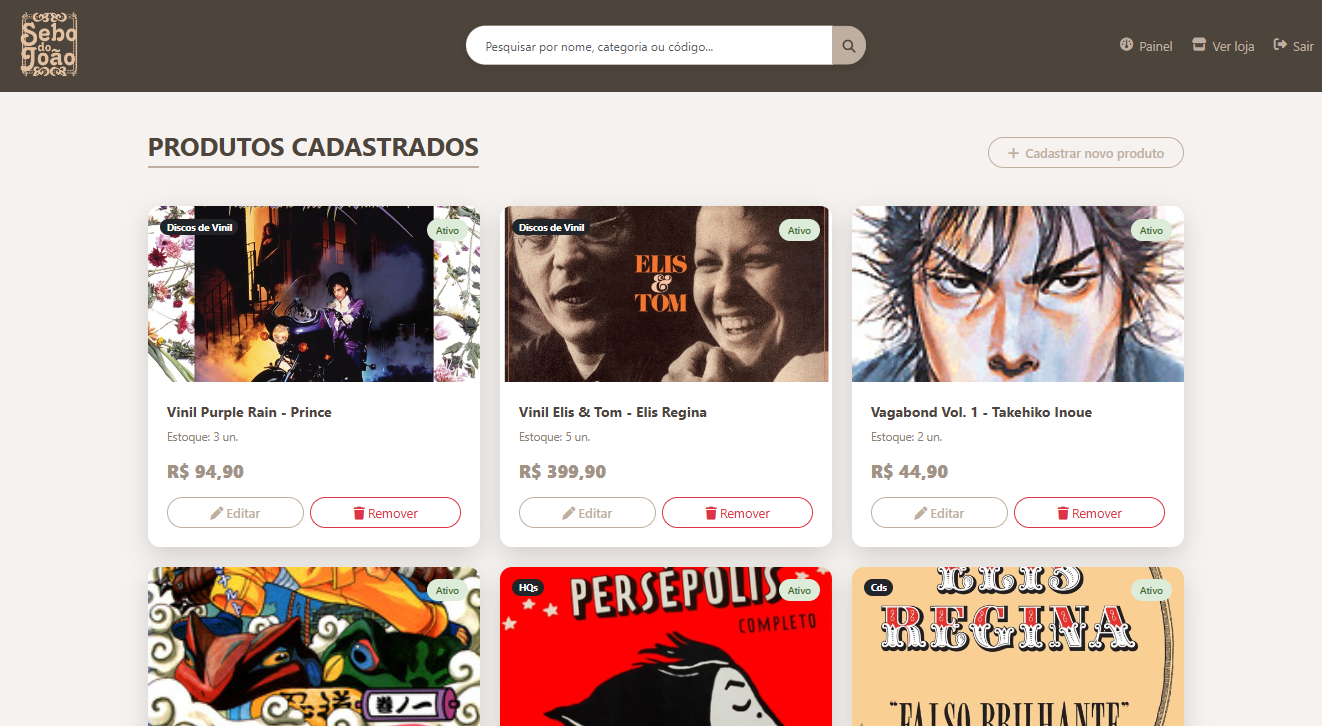 Sebo
do
João
Pesquisar por nome, categoria ou código...
Painel
Ver loja
Sair
PRODUTOS CADASTRADOS
+ Cadastrar novo produto
Discos de Vinil
Ativo
Discos de Vinil
Ativo
ELIS
&
TOM
Ativo
Vinil Purple Rain - Prince
Estoque: 3 un.
R$ 94,90
Editar
Remover
Vinil Elis & Tom - Elis Regina
Estoque: 5 un.
R$ 399,90
Editar
Remover
Vagabond Vol. 1 - Takehiko Inoue
Estoque: 2 un.
R$ 44,90
Editar
Remover
Ativo
巻ノ一
HQs
Ativo
PERSÉPOLIS
COMPLETO
Cds
Ativo
ELIS
REGINA
"FALSO BRILHANTE"